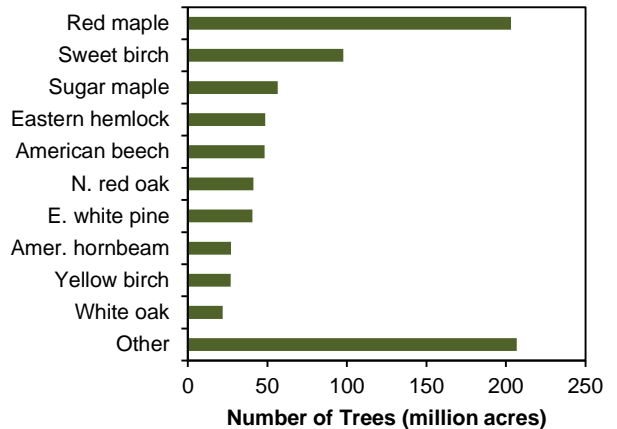 Red maple
Sweet birch
Sugar maple
Eastern hemlock
American beech
N. red oak
E. white pine
Amer. hornbeam
Yellow birch
White oak
Other
0 50 100 150 200 250
Number of Trees (million acres)